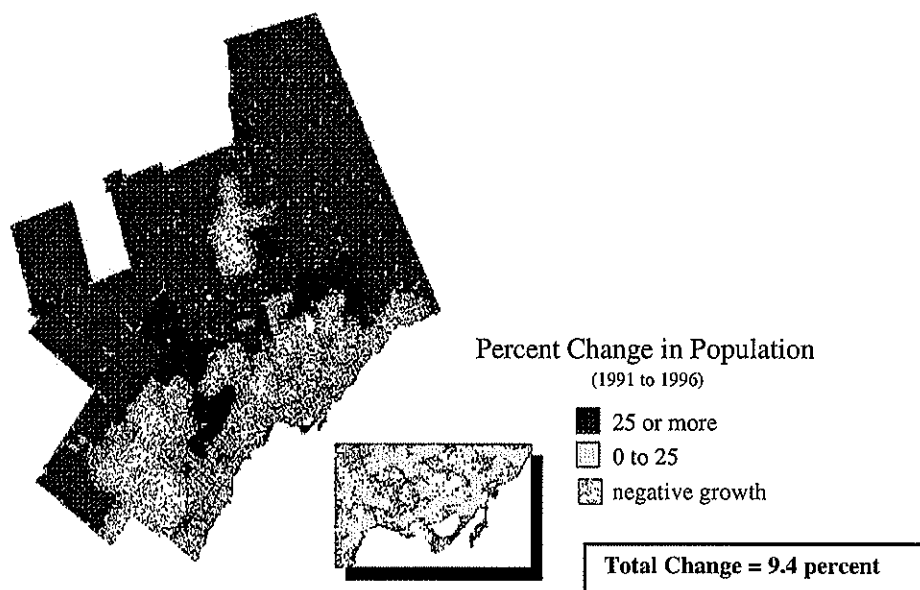 Percent Change in Population
(1991 to 1996)
25 or more
0 to 25
negative growth
Total Change = 9.4 percent